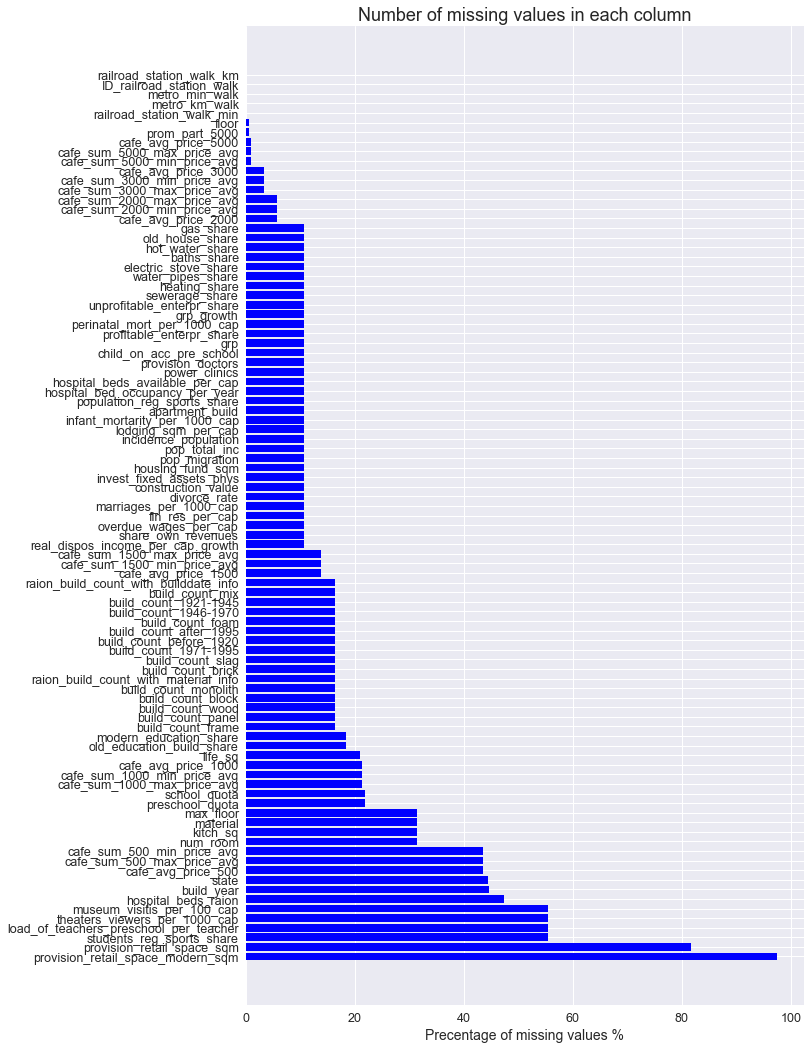 Number of missing values in each column
railroad_station_walk_km
ID_railroad_station_walk
metro_min_walk
metro_km_walk
railroad_station_walk_min
floor
prom_part_5000
cafe_avg_price_5000
cafe_sum_5000_max_price_avg
cafe_sum_5000_min_price_avg
cafe_avg_price_3000
cafe_sum_3000_min_price_avg
cafe_sum_3000_max_price_avg
cafe_sum_2000_max_price_avg
cafe_sum_2000_min_price_avg
cafe_avg_price_2000
gas_share
old_house_share
hot_water_share
baths_share
electric_stove_share
water_pipes_share
heating_share
sewerage_share
unprofitable_enterpr_share
grp_growth
perinatal_mort_per_1000_cap
profitable_enterpr_share
grp
child_on_acc_pre_school
provision_doctors
power_clinics
hospital_beds_available_per_cap
hospital_bed_occupancy_per_year
population_reg_sports_share
apartment_build
infant_mortarity_per_1000_cap
lodging_sqm_per_cap
incidence_population
pop_total_inc
pop_migration
housing_fund_sqm
invest_fixed_assets_phys
construction_value
divorce_rate
marriages_per_1000_cap
fin_res_per_cap
overdue_wages_per_cap
share_own_revenues
real_dispos_income_per_cap_growth
cafe_sum_1500_max_price_avg
cafe_sum_1500_min_price_avg
cafe_avg_price_1500
raion_build_count_with_builddate_info
build_count_mix
build_count_1921-1945
build_count_1946-1970
build_count_foam
build_count_after_1995
build_count_before_1920
build_count_1971-1995
build_count_slag
build_count_brick
raion_build_count_with_material_info
build_count_monolith
build_count_block
build_count_wood
build_count_panel
build_count_frame
modern_education_share
old_education_build_share
life_sq
cafe_avg_price_1000
cafe_sum_1000_min_price_avg
cafe_sum_1000_max_price_avg
school_quota
preschool_quota
max_floor
material
kitch_sq
num_room
cafe_sum_500_min_price_avg
cafe_sum_500_max_price_avg
cafe_avg_price_500
state
build_year
hospital_beds_raion
museum_visitis_per_100_cap
theaters_viewers_per_1000_cap
load_of_teachers_preschool_per_teacher
students_reg_sports_share
provision_retail_space_sqm
provision_retail_space_modern_sqm
0 20 40 60 80 100
Precentage of missing values %